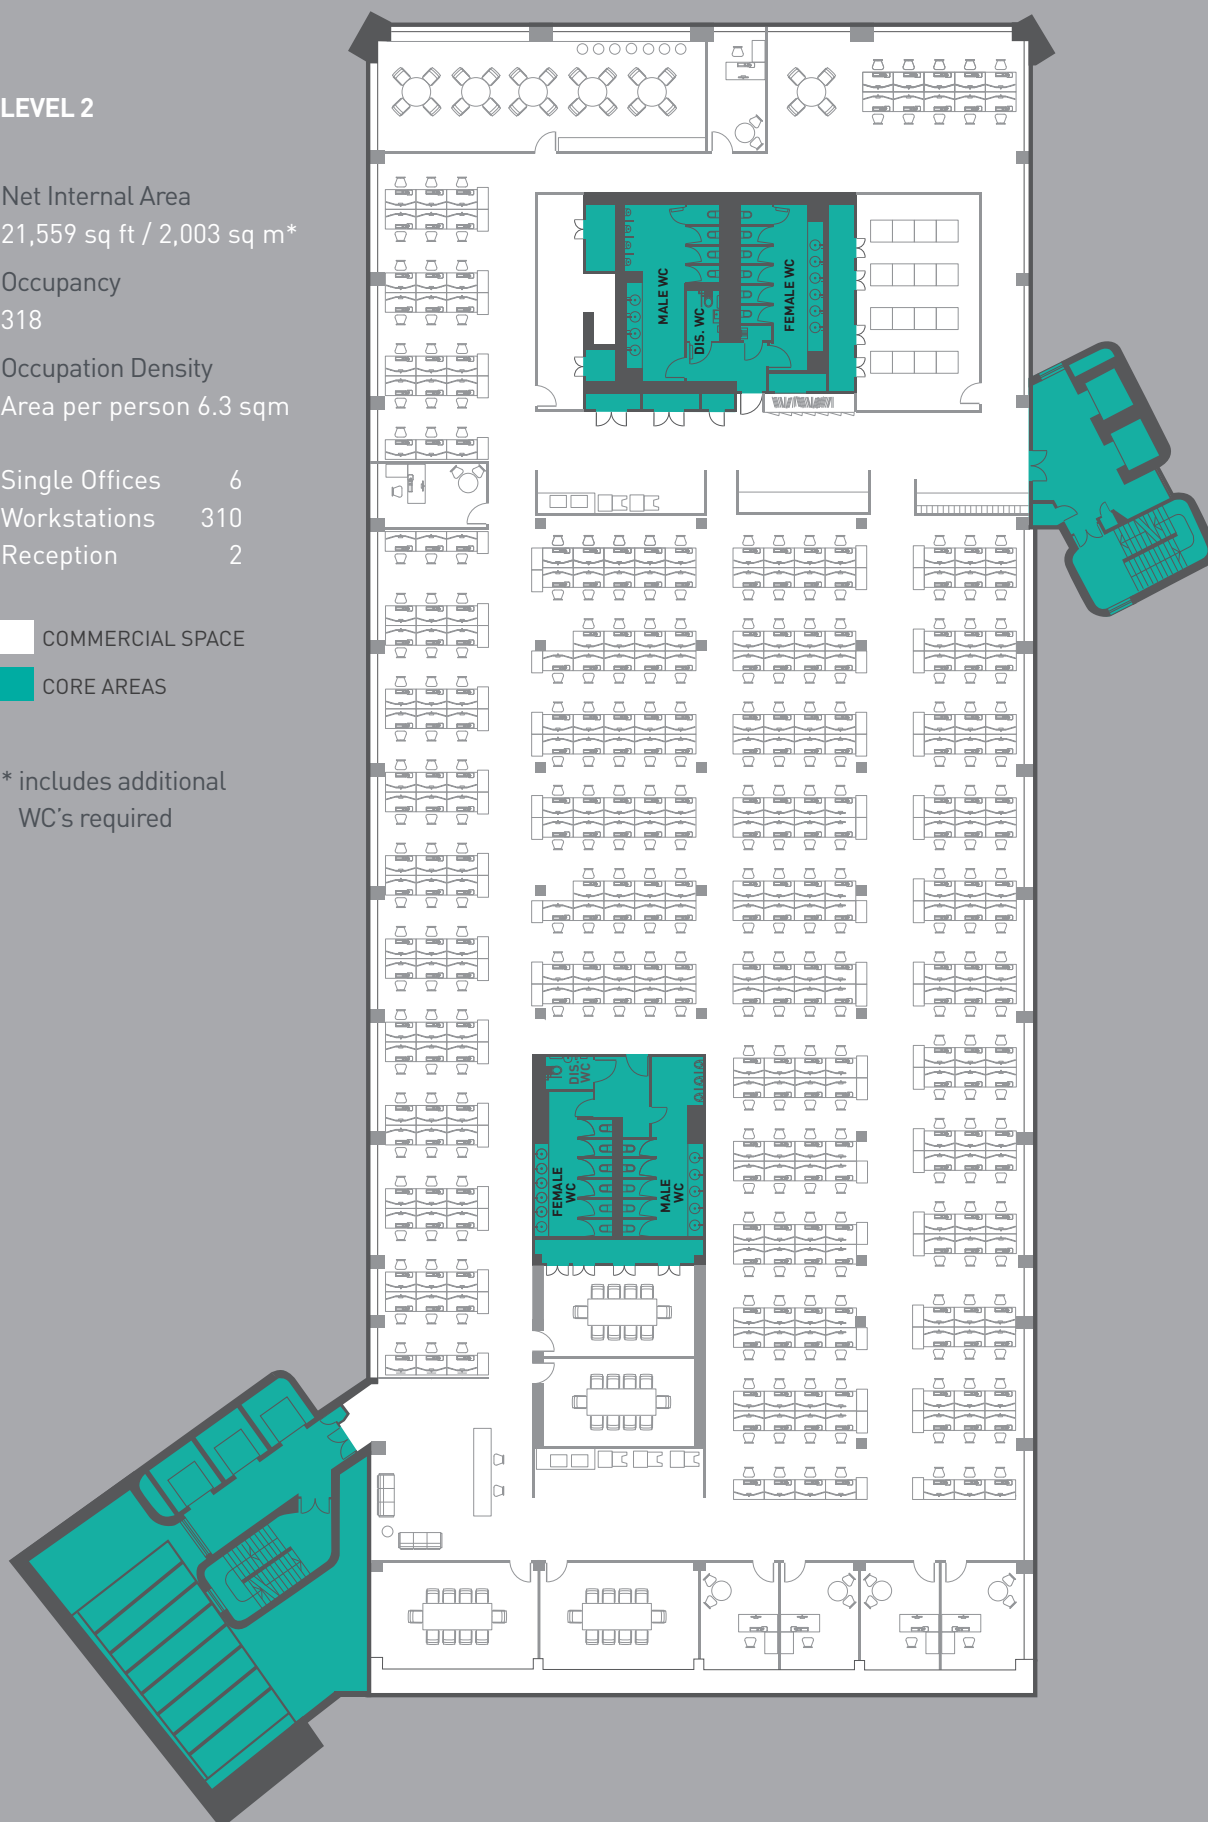 LEVEL 2
Net Internal Area
21,559 sq ft / 2,003 sq m*
Occupancy
318
Occupation Density
Area per person 6.3 sqm
Single Offices 6
Workstations 310
Reception 2
COMMERCIAL SPACE
CORE AREAS
* includes additional
WC's required
MALE WC
DIS. WC
FEMALE WC
DIS.
WC
FEMALE
WC
MALE
WC